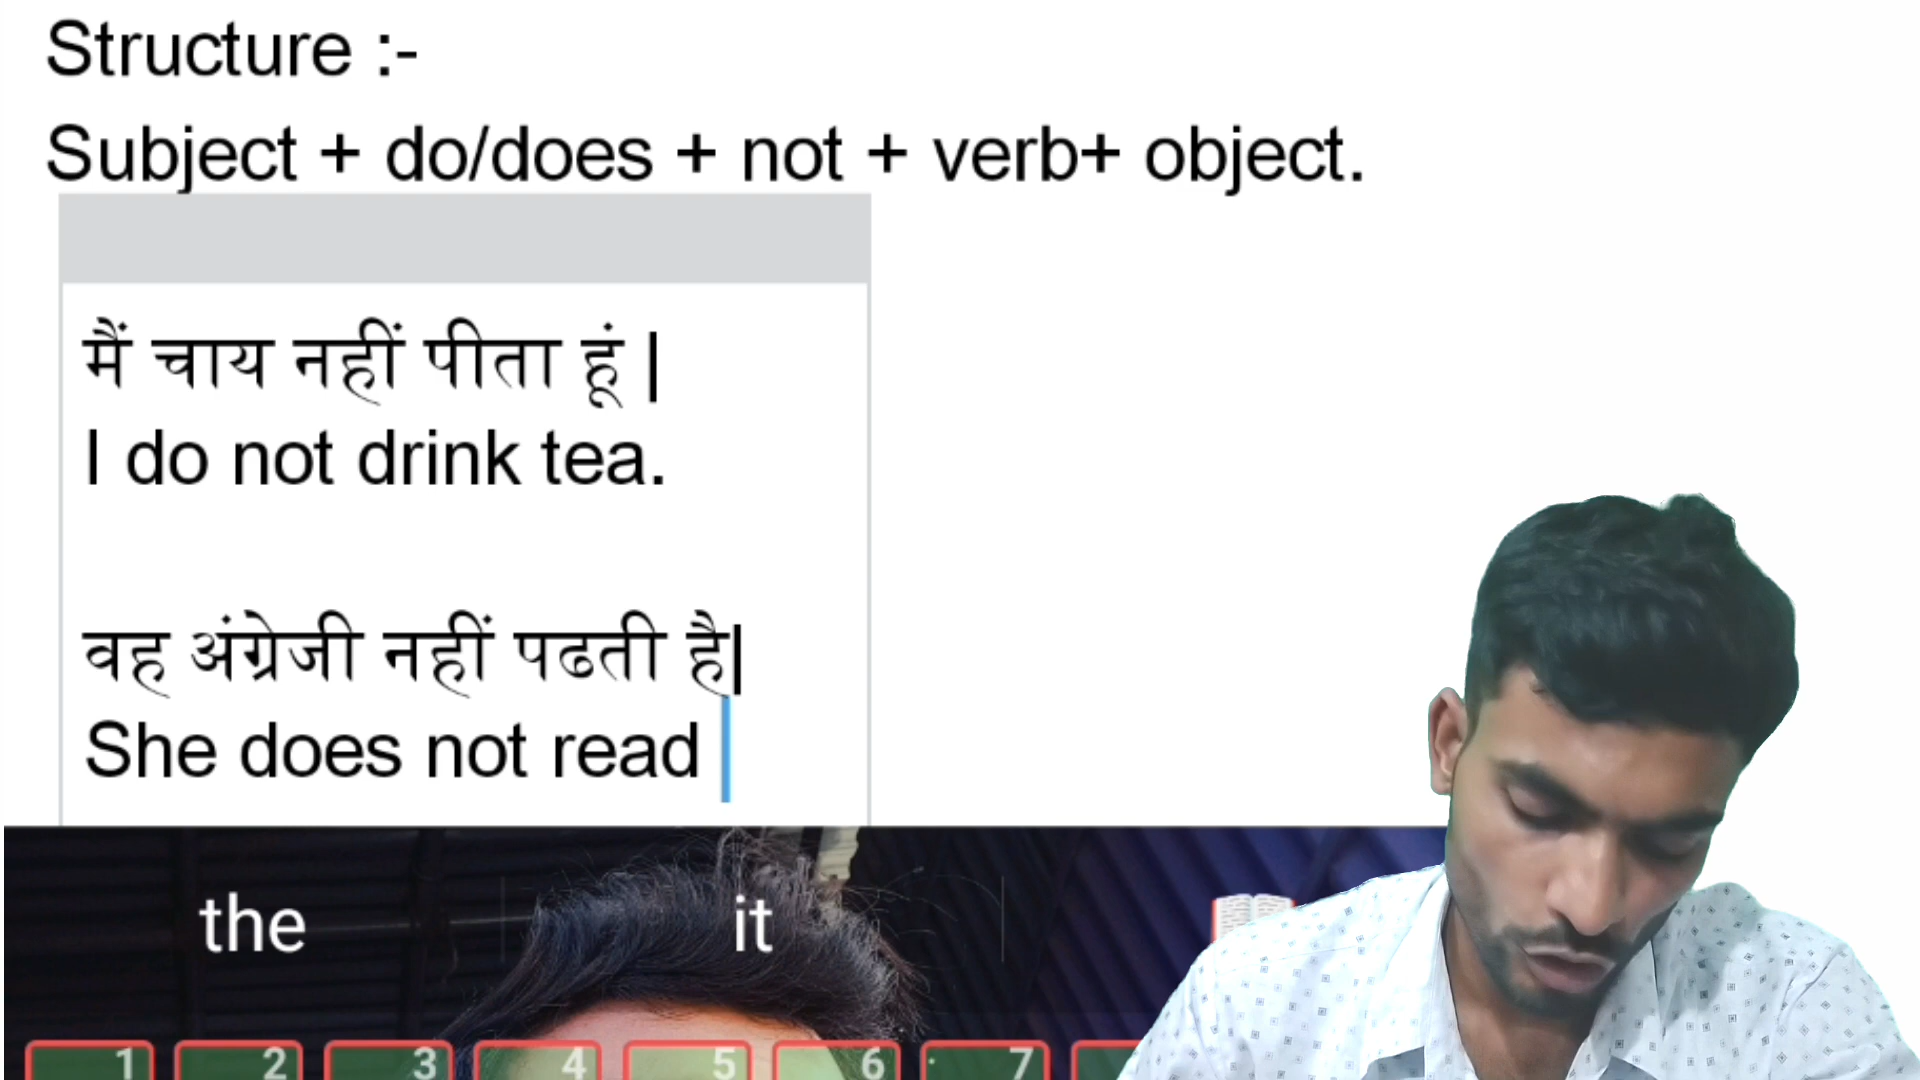 Structure :-
Subject + do/does + not + verb+ object.
मैं चाय नहीं पीता हूं |
I do not drink tea.
वह अंग्रेजी नहीं पढती है|
She does not read
the it
1 2 3 4 5 6 7